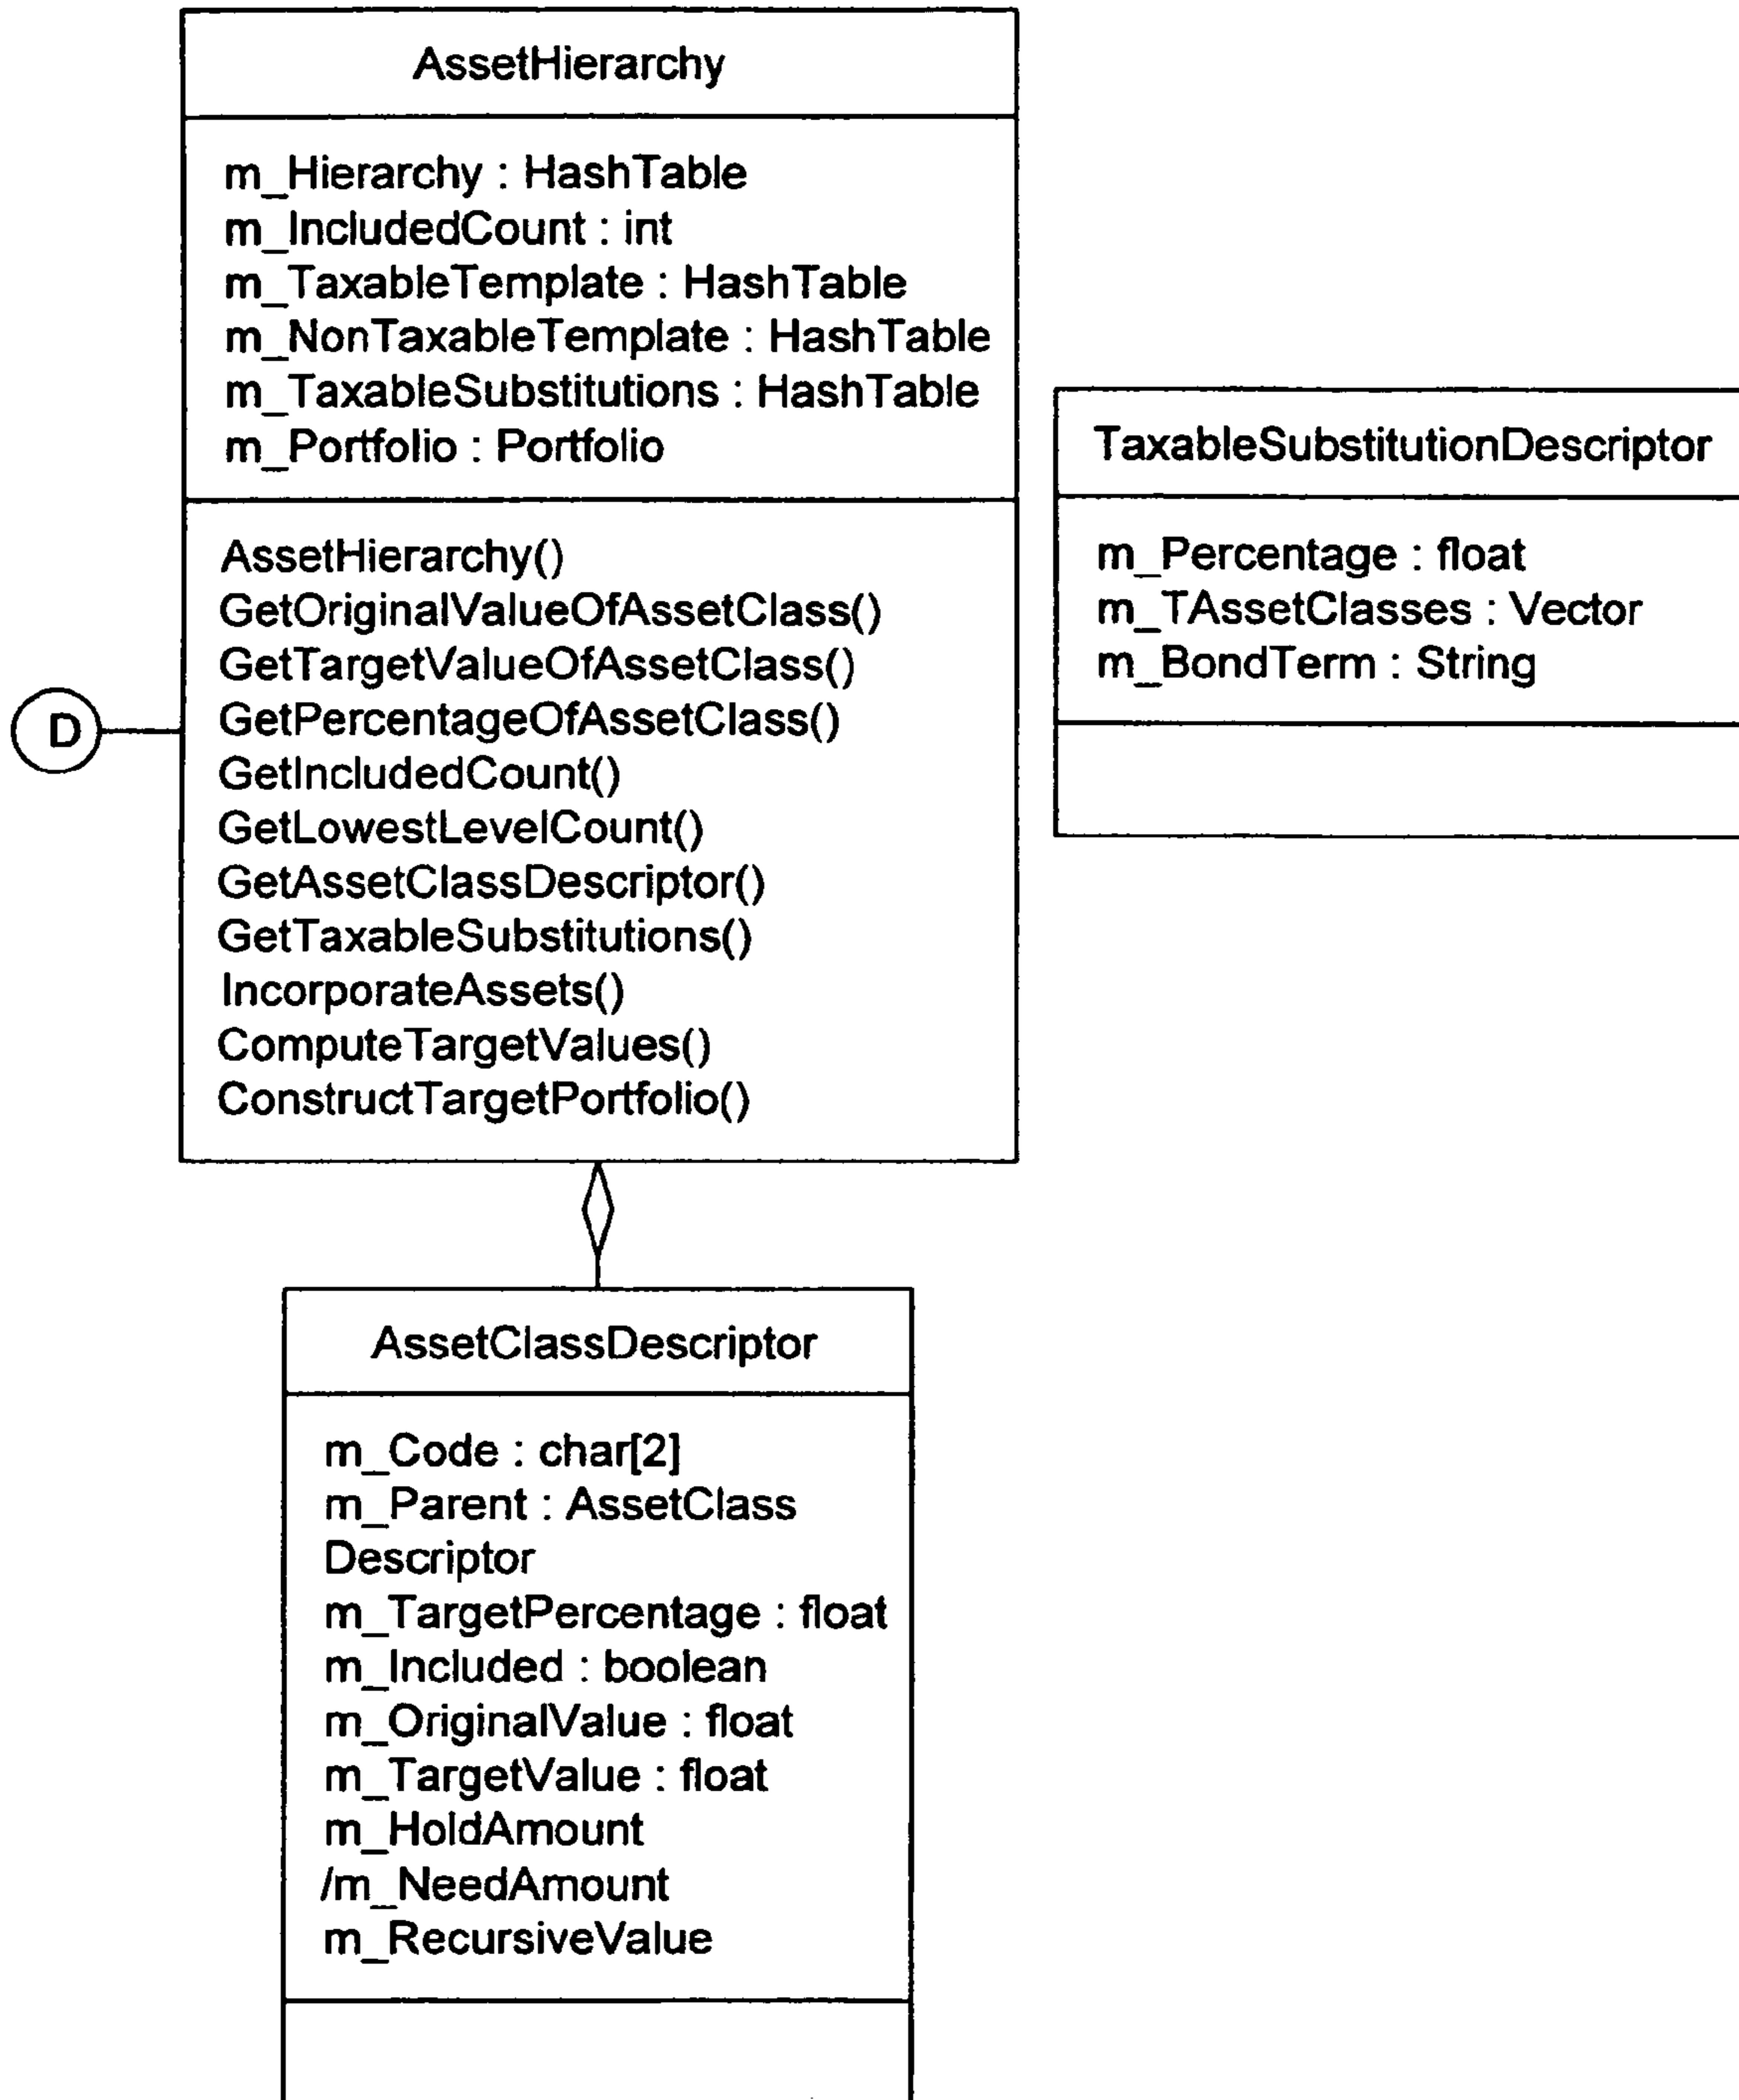 AssetHierarchy
m_Hierarchy : HashTable
m_IncludedCount : int
m_TaxableTemplate : HashTable
m_NonTaxableTemplate : HashTable
m_TaxableSubstitutions : HashTable
m_Portfolio : Portfolio
AssetHierarchy()
GetOriginalValueOfAssetClass()
GetTargetValueOfAssetClass()
GetPercentageOfAssetClass()
GetIncludedCount()
GetLowestLevelCount()
GetAssetClassDescriptor()
GetTaxableSubstitutions()
IncorporateAssets()
ComputeTargetValues()
ConstructTargetPortfolio()
D
TaxableSubstitutionDescriptor
m_Percentage : float
m_TAssetClasses : Vector
m_BondTerm : String
AssetClassDescriptor
m_Code : char[2]
m_Parent : AssetClass
Descriptor
m_TargetPercentage : float
m_Included : boolean
m_OriginalValue : float
m_TargetValue : float
m_HoldAmount
/m_NeedAmount
m_RecursiveValue